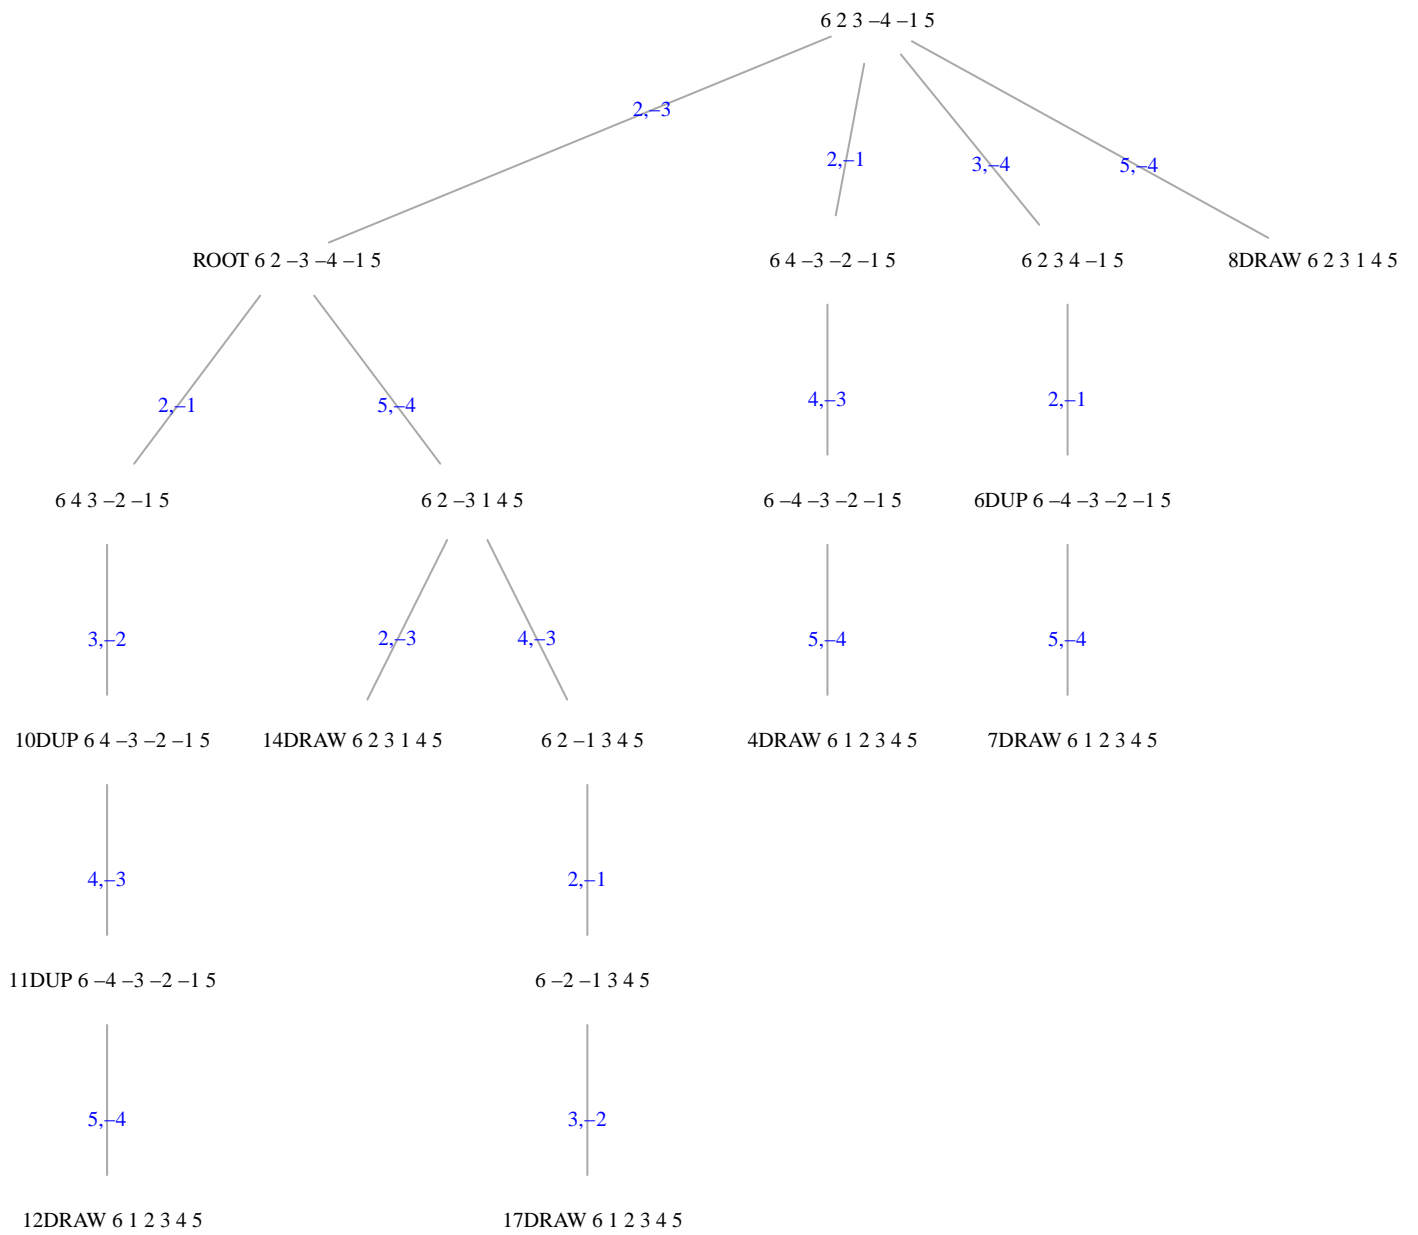 6 2 3 –4 –1 5
2,–3
2,–1
3,–4
5,–4
ROOT 6 2 –3 –4 –1 5
6 4 –3 –2 –1 5
6 2 3 4 –1 5
8DRAW 6 2 3 1 4 5
2,–1
5,–4
4,–3
2,–1
6 4 3 –2 –1 5
6 2 –3 1 4 5
6 –4 –3 –2 –1 5
6DUP 6 –4 –3 –2 –1 5
3,–2
2,–3
4,–3
5,–4
5,–4
10DUP 6 4 –3 –2 –1 5
14DRAW 6 2 3 1 4 5
6 2 –1 3 4 5
4DRAW 6 1 2 3 4 5
7DRAW 6 1 2 3 4 5
4,–3
2,–1
11DUP 6 –4 –3 –2 –1 5
6 –2 –1 3 4 5
5,–4
3,–2
12DRAW 6 1 2 3 4 5
17DRAW 6 1 2 3 4 5